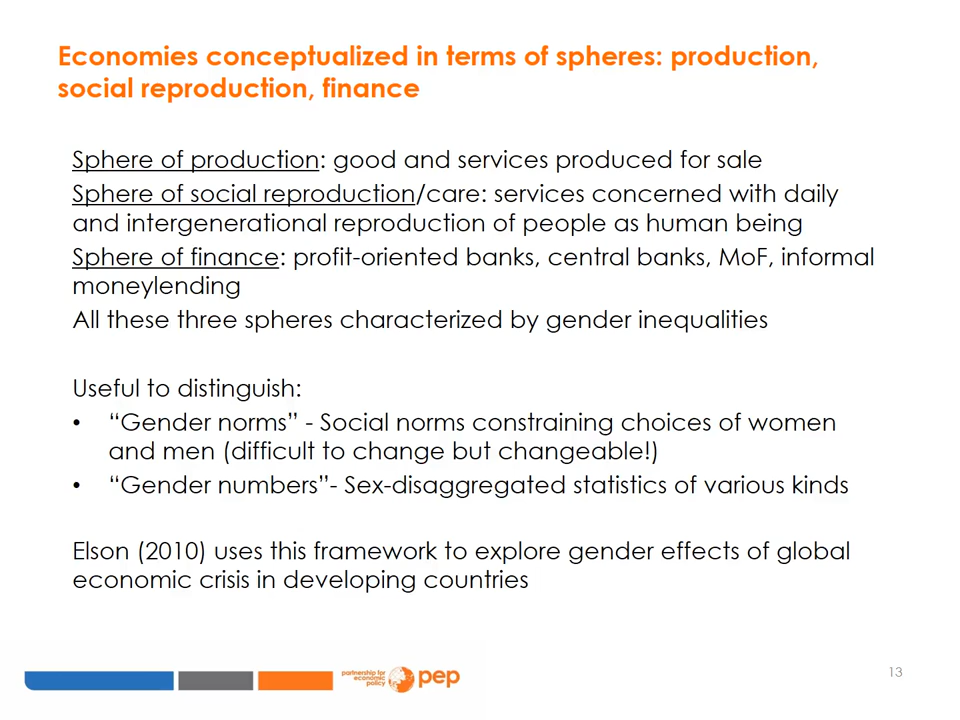 Economies conceptualized in terms of spheres: production,
social reproduction, finance
Sphere of production: good and services produced for sale
Sphere of social reproduction/care: services concerned with daily
and intergenerational reproduction of people as human being
Sphere of finance: profit-oriented banks, central banks, MoF, informal
moneylending
All these three spheres characterized by gender inequalities
Useful to distinguish:
• “Gender norms” - Social norms constraining choices of women
and men (difficult to change but changeable!)
• “Gender numbers”- Sex-disaggregated statistics of various kinds
Elson (2010) uses this framework to explore gender effects of global
economic crisis in developing countries
partnership for
economic
policy
pep
13